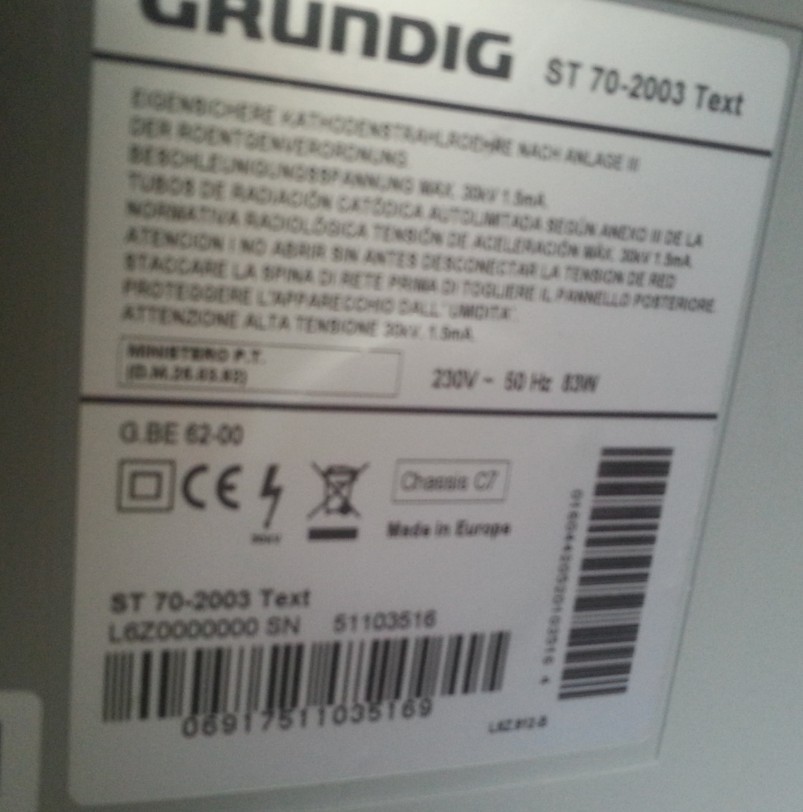 GRUNDIG ST 70-2003 Text
EIGENSICHERE KATHODENSTRAHLROEHRE NACH ANLAGE III
DER ROENTGENVERORDNUNG
BESCHLEUNIGUNGSSPANNUNG MAX. 30kV 1.5mA.
TUBOS DE RADIACIÓN CATÓDICA AUTOLIMITADA SEGÚN ANEXO III DE LA
NORMATIVA RADIOLÓGICA TENSIÓN DE ACELERACIÓN MÁX. 30kV 1.5mA.
ATENCION ! NO ABRIR SIN ANTES DESCONECTAR LA TENSION DE RED
STACCARE LA SPINA DI RETE PRIMA DI TOGLIERE IL PANNELLO POSTERIORE.
PROTEGGERE L'APPARECCHIO DALL' UMIDITA'
ATTENZIONE ALTA TENSIONE 30kV. 1.5mA.
MINISTERO P.T.
230V ~ 50 Hz 83W
G.BE 62-00
CE
Chassis C7
Made in Europe
ST 70-2003 Text
L6Z0000000 SN 51103516
06917511035169